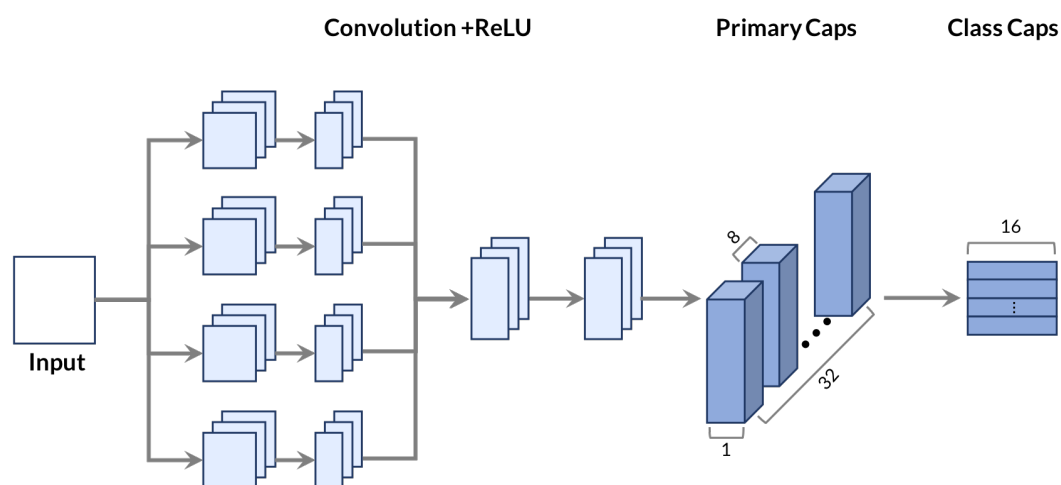 Convolution +ReLU
Primary Caps
Class Caps
Input
8
32
1
16